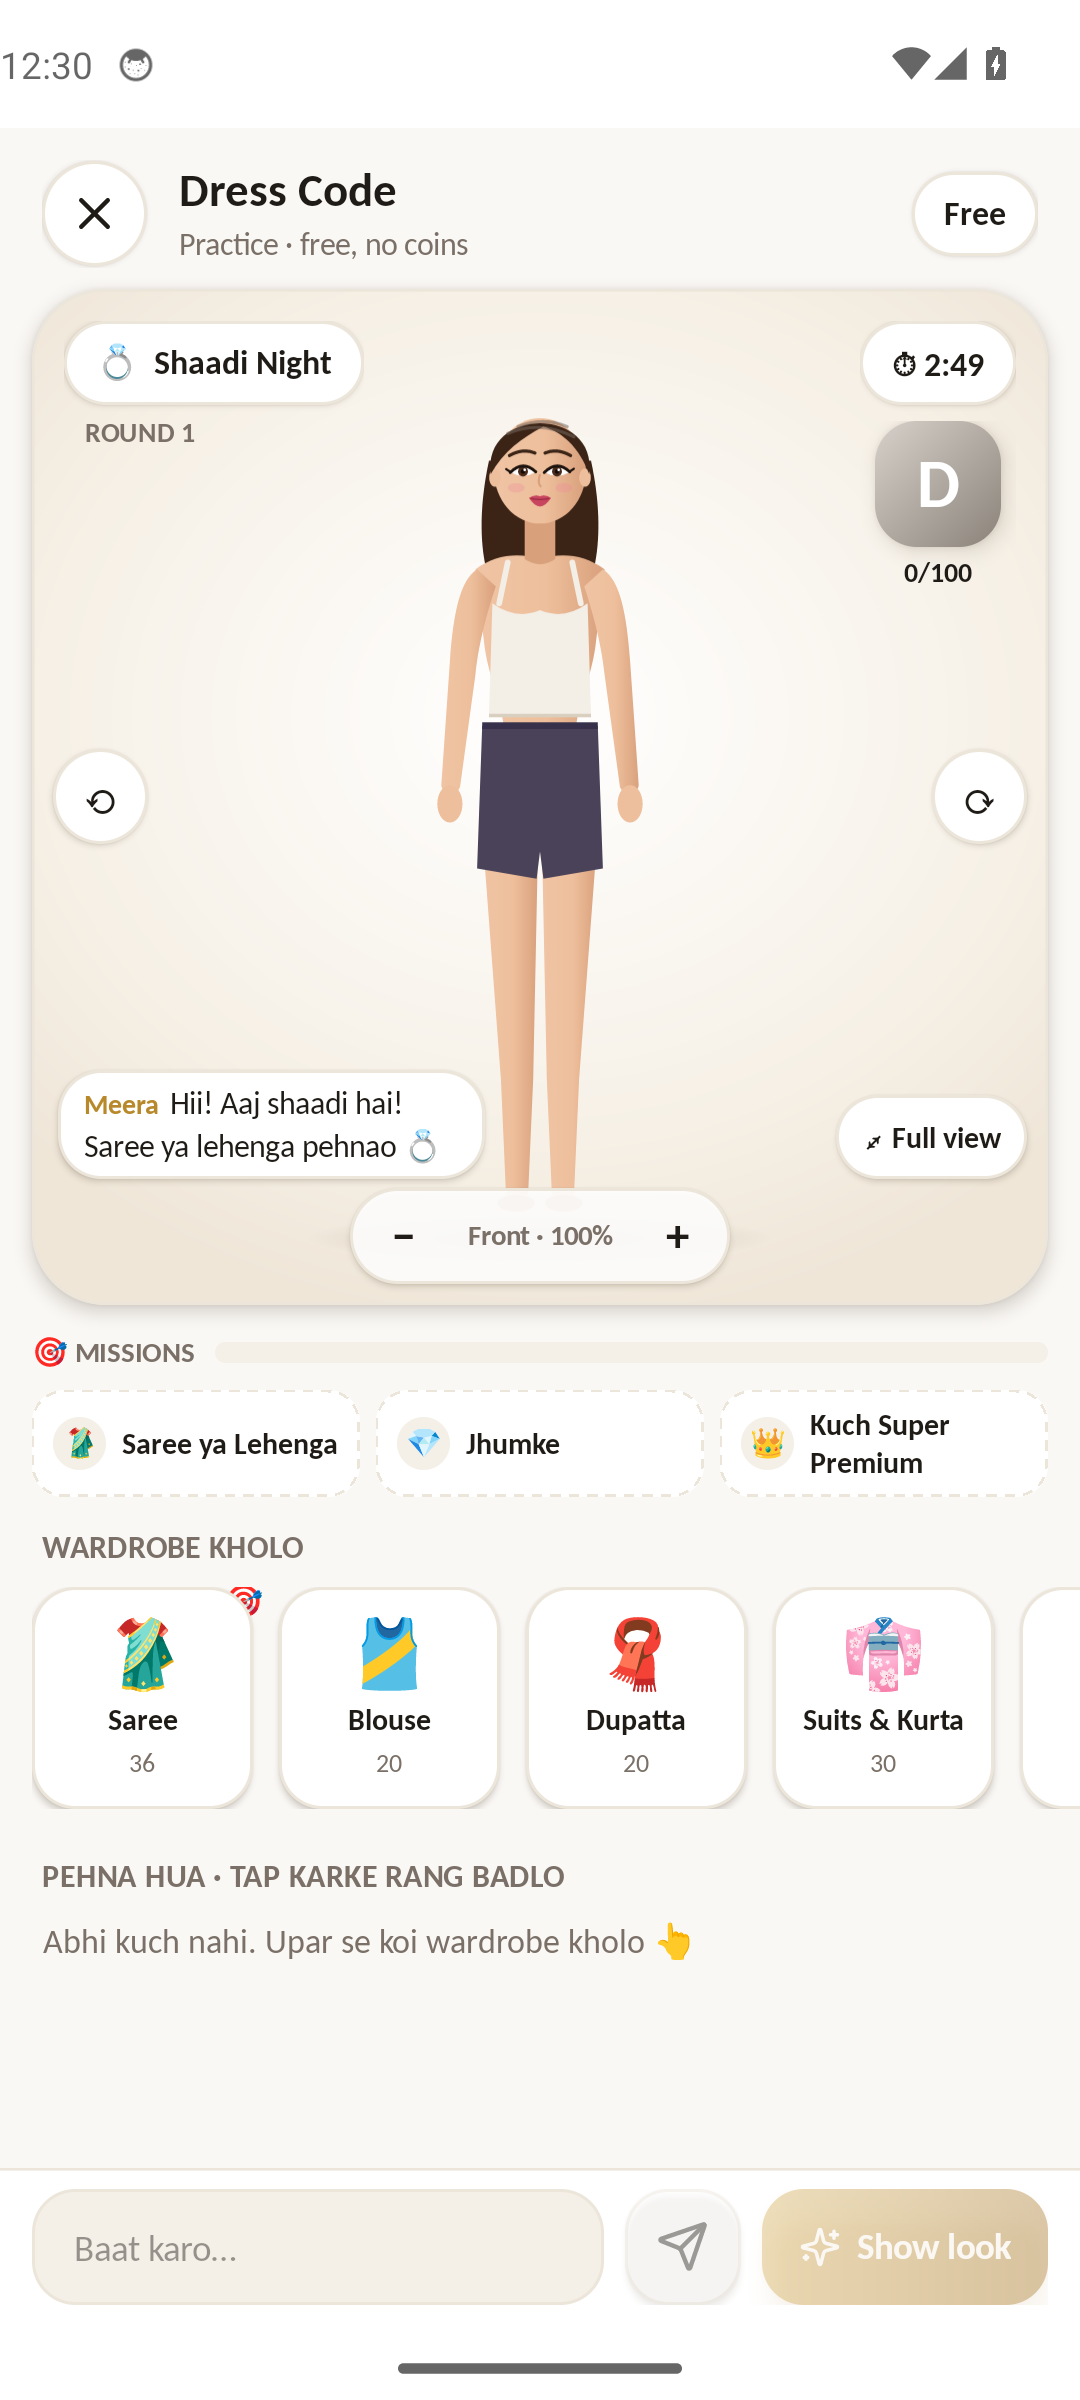 12:30
Dress Code
Practice · free, no coins
Free
💍 Shaadi Night
⏱ 2:49
ROUND 1
D
0/100
Meera Hii! Aaj shaadi hai!
Saree ya lehenga pehnao 💍
⤢ Full view
− Front · 100% +
🎯 MISSIONS
Saree ya Lehenga
Jhumke
Kuch Super
Premium
WARDROBE KHOLO
Saree
36
Blouse
20
Dupatta
20
Suits & Kurta
30
PEHNA HUA · TAP KARKE RANG BADLO
Abhi kuch nahi. Upar se koi wardrobe kholo 👆
Baat karo...
Show look